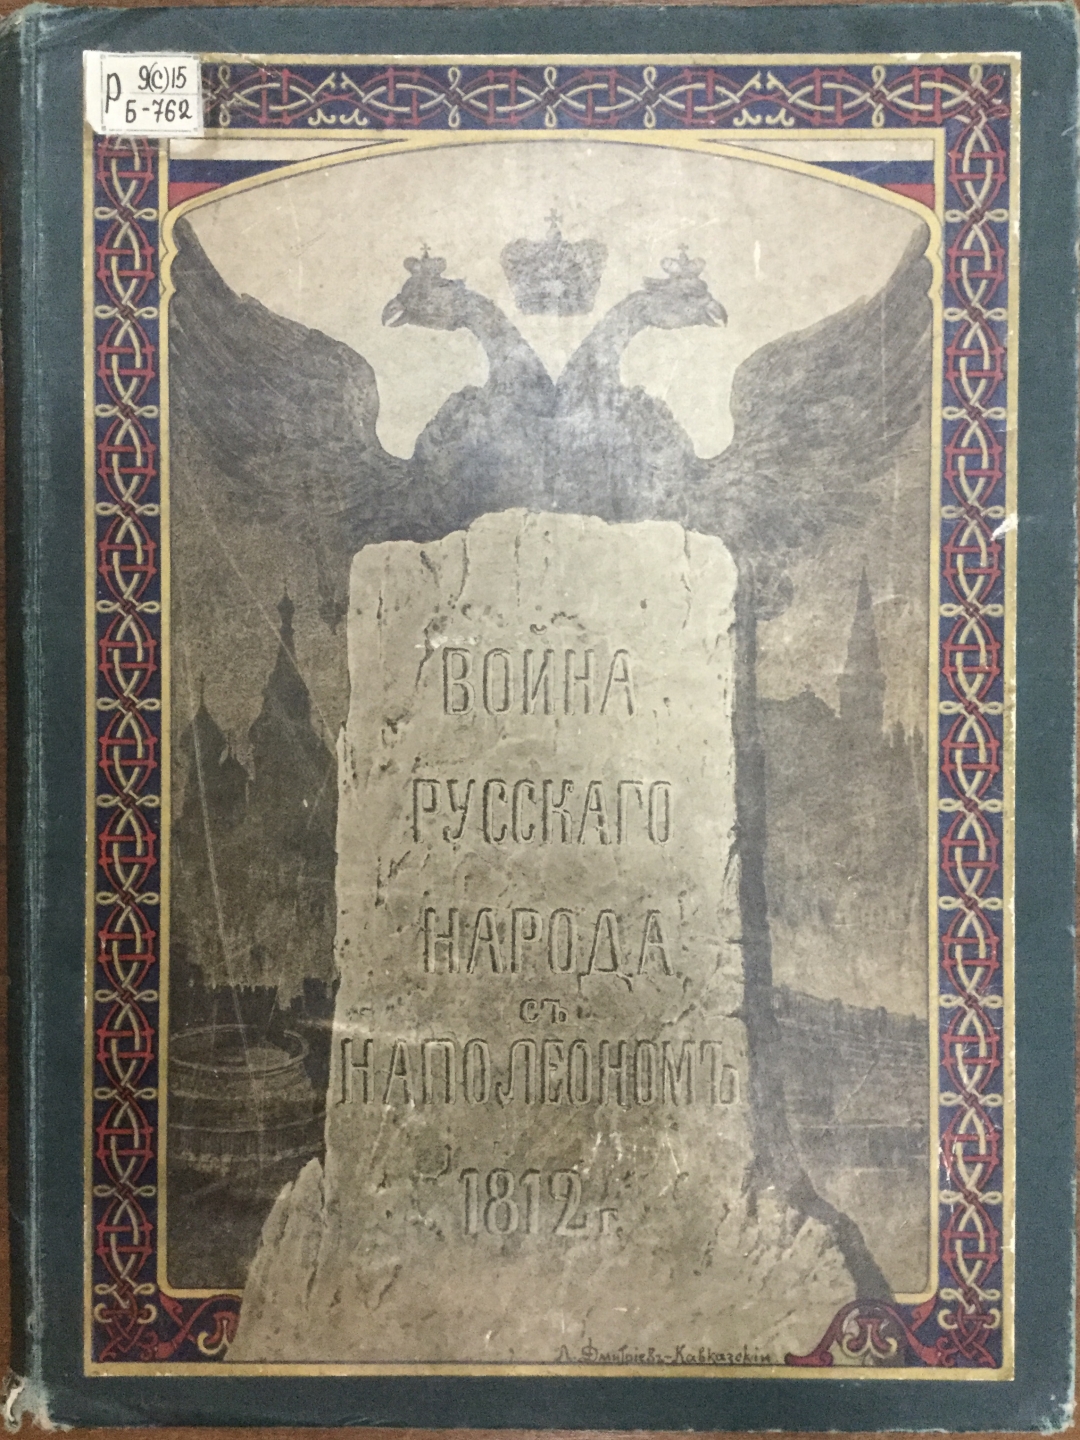 р 9(с)15
Б-762
ВОЙНА
РУССКАГО
НАРОДА
СЪ
НАПОЛЕОНОМЪ
1812 г.
Л. Дмитріевъ-Кавказскій